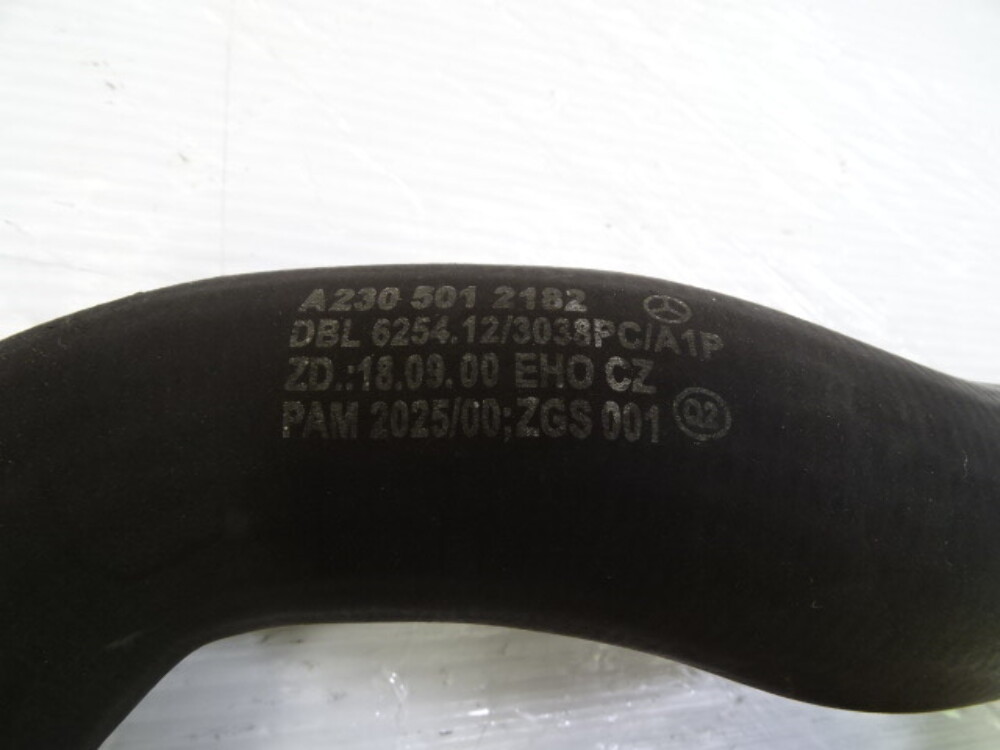 A230 501 2182
DBL 6254.12/3038PC/A1P
ZD.:18.09.00 EHO CZ
PAM 2025/00;ZGS 001 Q2